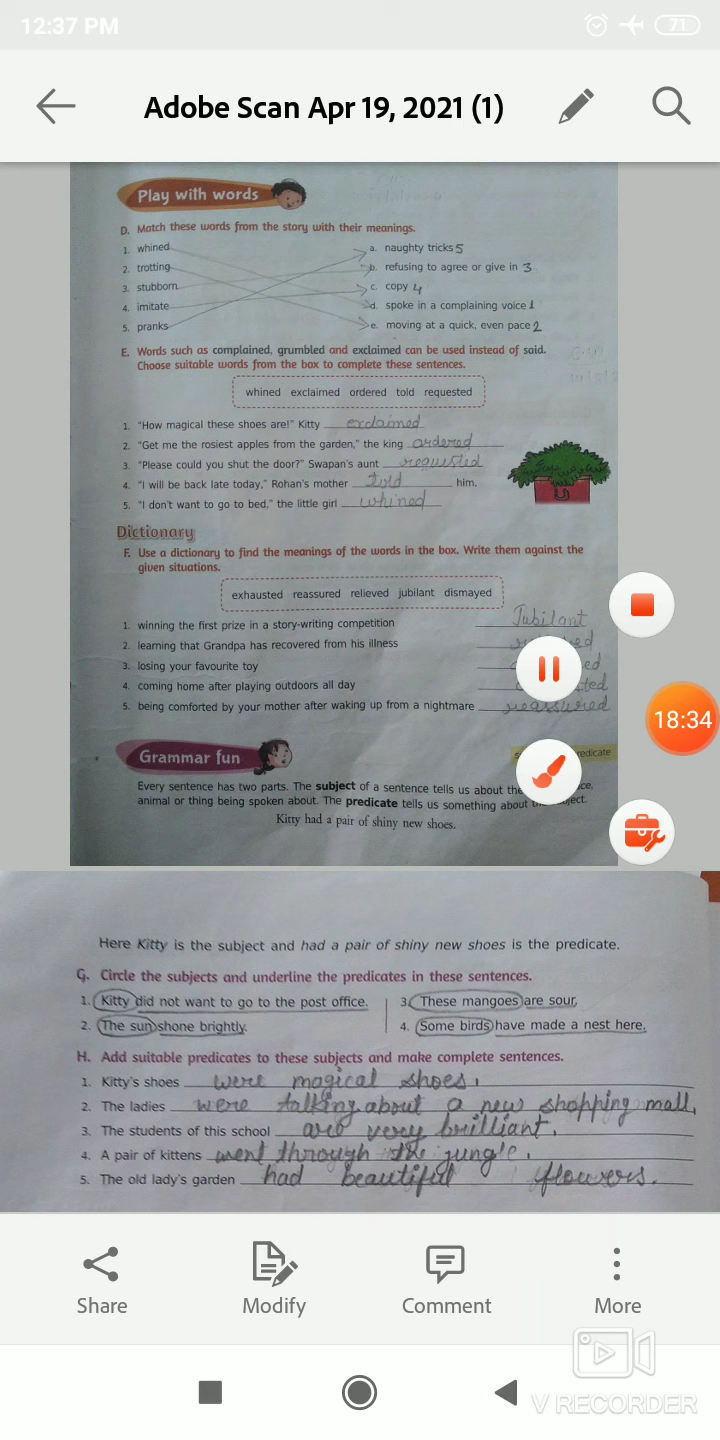 12:37 PM
71
Adobe Scan Apr 19, 2021 (1)
Play with words
D. Match these words from the story with their meanings.
1. whined
a. naughty tricks 5
2. trotting
b. refusing to agree or give in 3
3. stubborn
c. copy 4
4. imitate
d. spoke in a complaining voice 1
5. pranks
e. moving at a quick, even pace 2
E. Words such as complained, grumbled and exclaimed can be used instead of said.
Choose suitable words from the box to complete these sentences.
whined exclaimed ordered told requested
1. "How magical these shoes are!" Kitty exclaimed
2. "Get me the rosiest apples from the garden," the king ordered
3. "Please could you shut the door?" Swapan's aunt requested
4. "I will be back late today," Rohan's mother told him.
5. "I don't want to go to bed," the little girl whined
Dictionary
F. Use a dictionary to find the meanings of the words in the box. Write them against the
given situations.
exhausted reassured relieved jubilant dismayed
1. winning the first prize in a story-writing competition Jubilant
2. learning that Grandpa has recovered from his illness
3. losing your favourite toy
4. coming home after playing outdoors all day
5. being comforted by your mother after waking up from a nightmare reassured
18:34
Grammar fun
Every sentence has two parts. The subject of a sentence tells us about the
animal or thing being spoken about. The predicate tells us something about
Kitty had a pair of shiny new shoes.
Here Kitty is the subject and had a pair of shiny new shoes is the predicate.
G. Circle the subjects and underline the predicates in these sentences.
1. Kitty did not want to go to the post office.
3. These mangoes are sour.
2. The sun shone brightly.
4. Some birds have made a nest here.
H. Add suitable predicates to these subjects and make complete sentences.
1. Kitty's shoes were magical shoes.
2. The ladies were talking about a new shopping mall.
3. The students of this school are very brilliant.
4. A pair of kittens went through the jungle.
5. The old lady's garden had beautiful flowers.
Share
Modify
Comment
More
V RECORDER